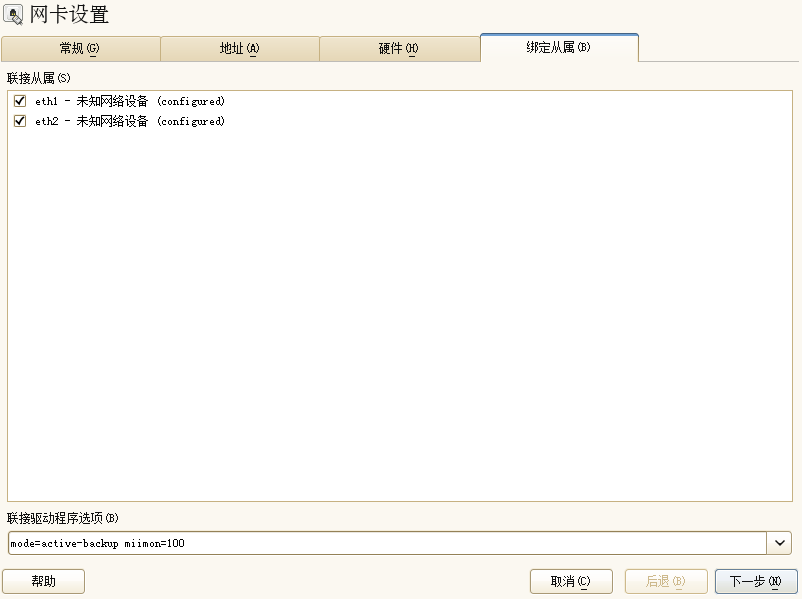 网卡设置
常规(G)
地址(A)
硬件(H)
绑定从属(B)
联接从属(S)
eth1 - 未知网络设备 (configured)
eth2 - 未知网络设备 (configured)
联接驱动程序选项(B)
mode=active-backup miimon=100
帮助
取消(C)
后退(B)
下一步(N)